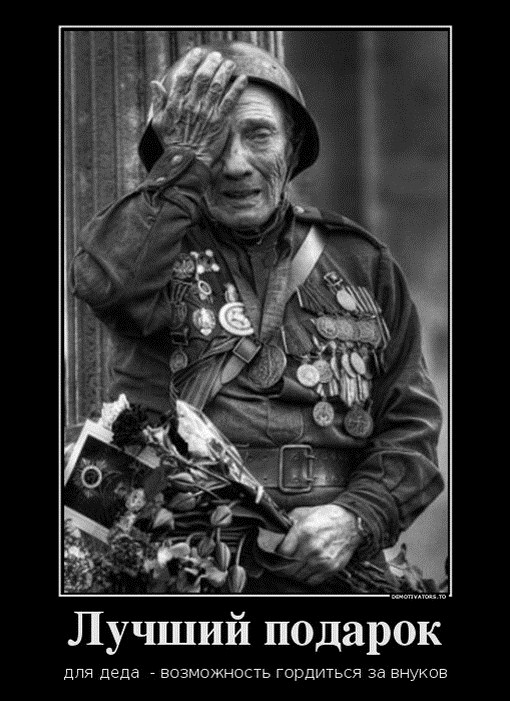 DEMOTIVATORS.TO
Лучший подарок
для деда - возможность гордиться за внуков